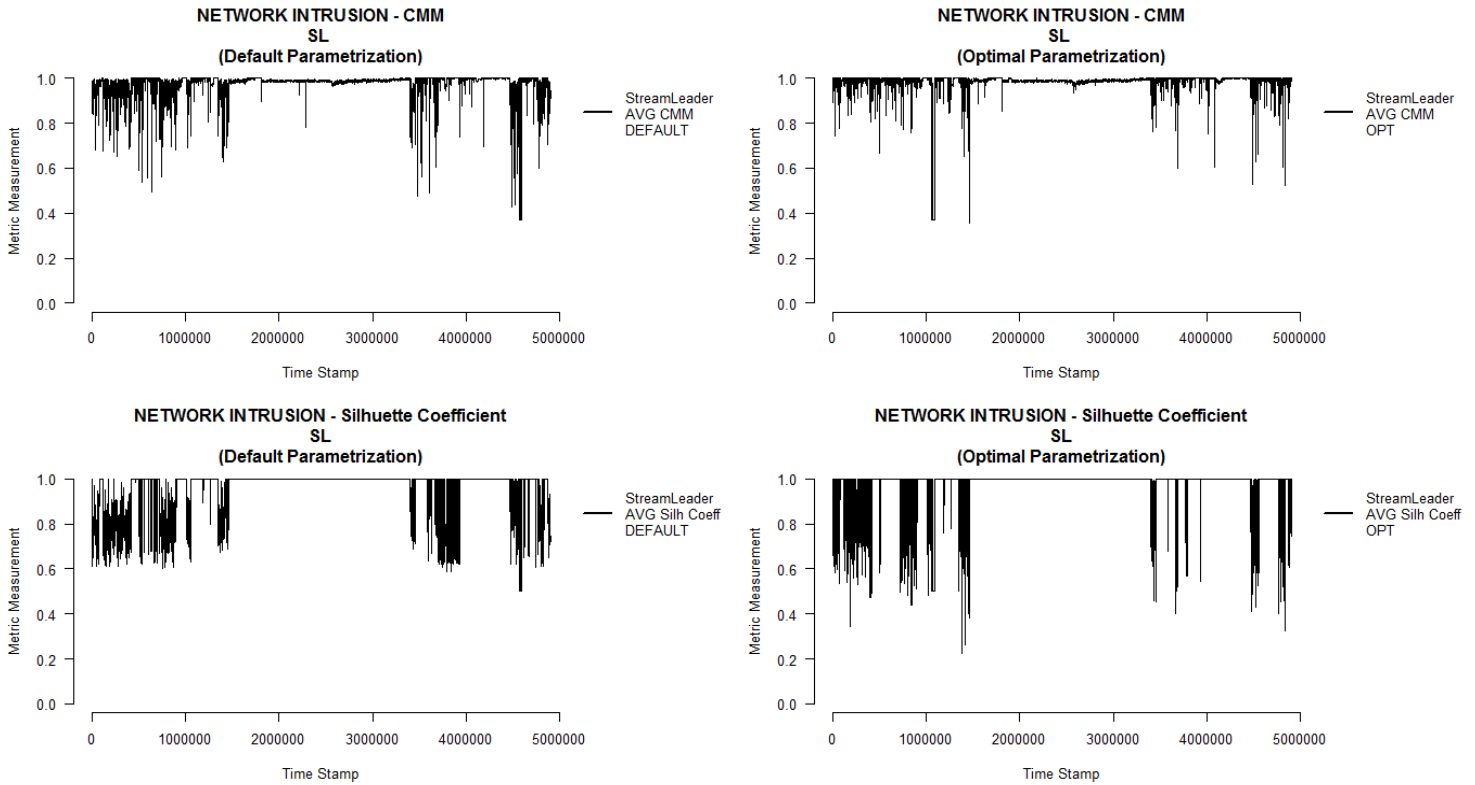 NETWORK INTRUSION - CMM
SL
(Default Parametrization)
1.0
0.8
0.6
0.4
0.2
0.0
Metric Measurement
0 1000000 2000000 3000000 4000000 5000000
Time Stamp
StreamLeader
AVG CMM
DEFAULT
NETWORK INTRUSION - CMM
SL
(Optimal Parametrization)
1.0
0.8
0.6
0.4
0.2
0.0
Metric Measurement
0 1000000 2000000 3000000 4000000 5000000
Time Stamp
StreamLeader
AVG CMM
OPT
NETWORK INTRUSION - Silhuette Coefficient
SL
(Default Parametrization)
1.0
0.8
0.6
0.4
0.2
0.0
Metric Measurement
0 1000000 2000000 3000000 4000000 5000000
Time Stamp
StreamLeader
AVG Silh Coeff
DEFAULT
NETWORK INTRUSION - Silhuette Coefficient
SL
(Optimal Parametrization)
1.0
0.8
0.6
0.4
0.2
0.0
Metric Measurement
0 1000000 2000000 3000000 4000000 5000000
Time Stamp
StreamLeader
AVG Silh Coeff
OPT